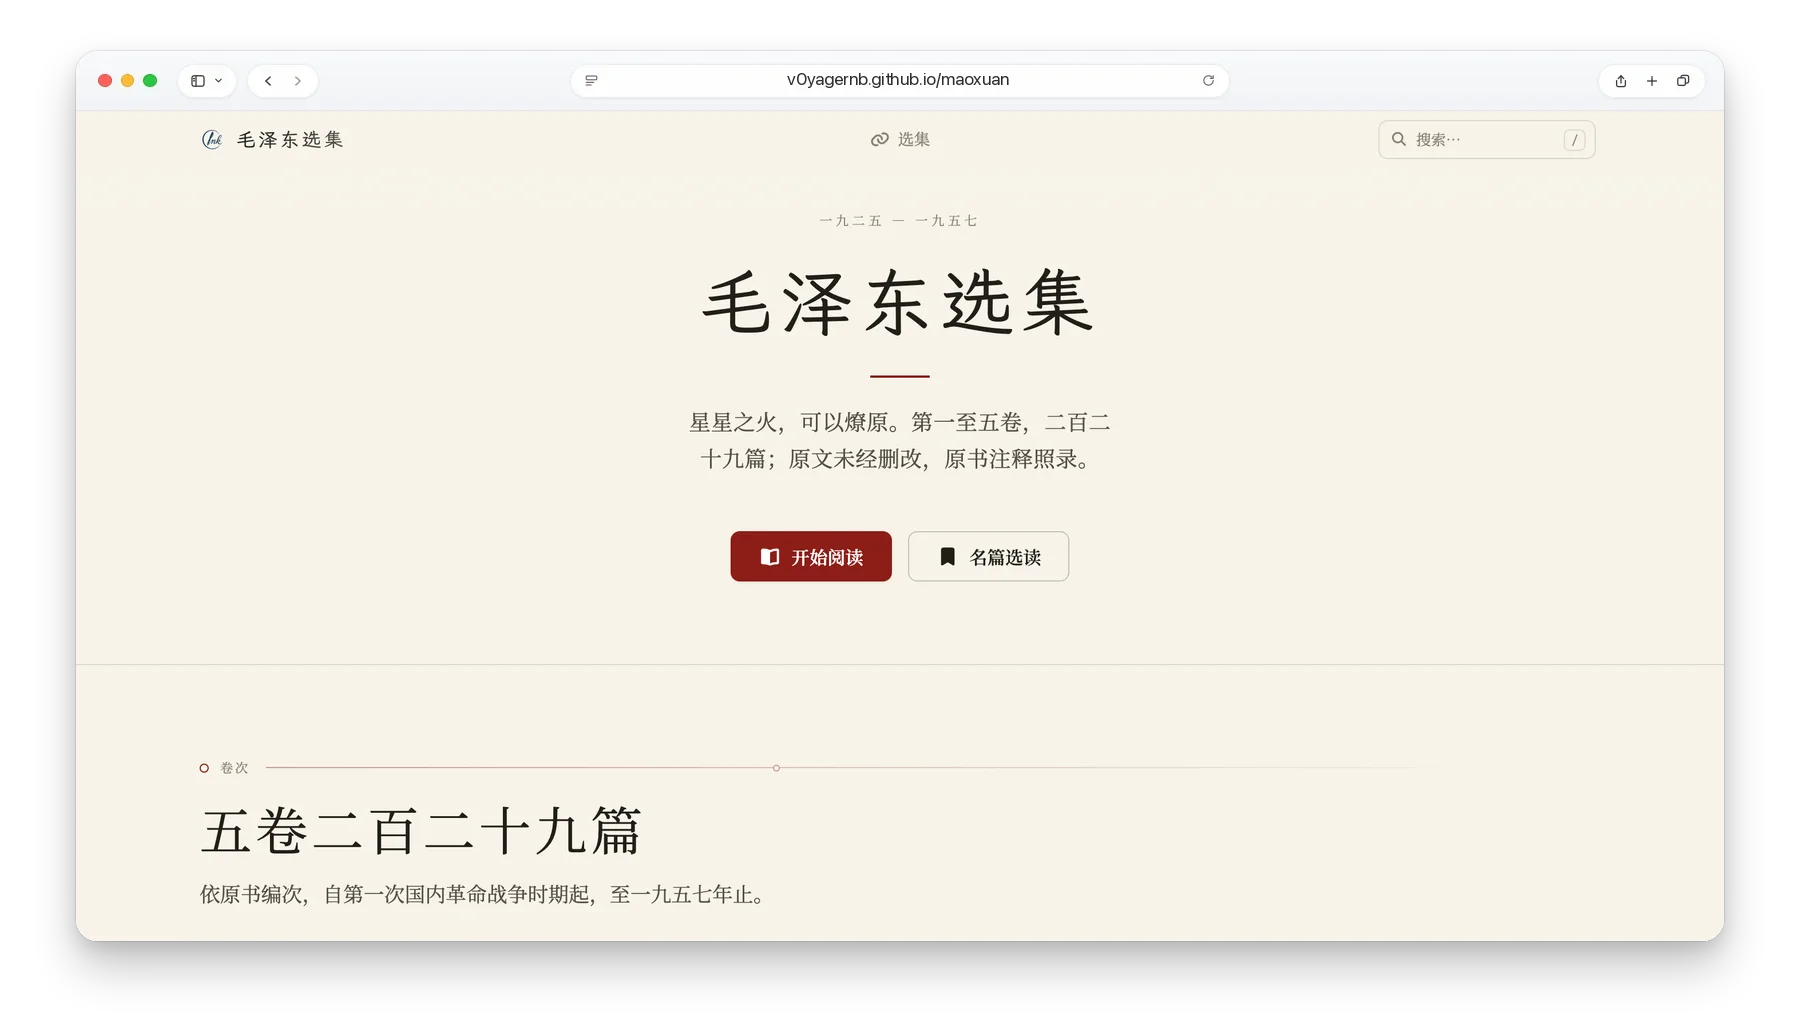 v0yagernb.github.io/maoxuan
Ink 毛泽东选集
选集
搜索…
/
一九二五 — 一九五七
毛泽东选集
星星之火，可以燎原。第一至五卷，二百二
十九篇；原文未经删改，原书注释照录。
开始阅读
名篇选读
卷次
五卷二百二十九篇
依原书编次，自第一次国内革命战争时期起，至一九五七年止。